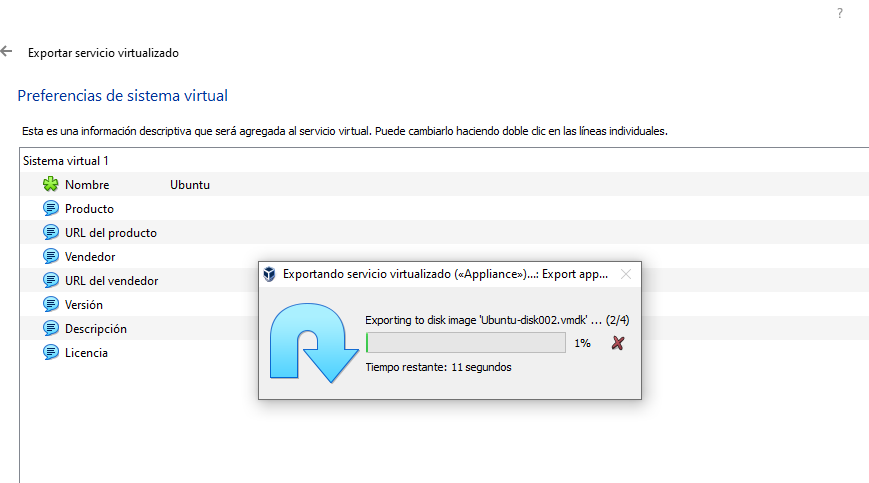 ?
Exportar servicio virtualizado
Preferencias de sistema virtual
Esta es una información descriptiva que será agregada al servicio virtual. Puede cambiarlo haciendo doble clic en las líneas individuales.
Sistema virtual 1
Nombre Ubuntu
Producto
URL del producto
Vendedor
URL del vendedor
Versión
Descripción
Licencia
Exportando servicio virtualizado («Appliance»)...: Export app...
Exporting to disk image 'Ubuntu-disk002.vmdk' ... (2/4)
1%
Tiempo restante: 11 segundos